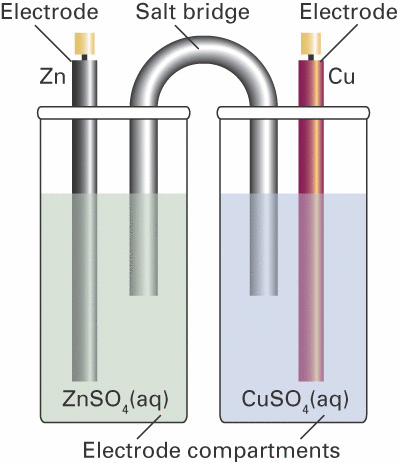 Electrode Salt bridge Electrode
Zn Cu
ZnSO₄(aq) CuSO₄(aq)
Electrode compartments